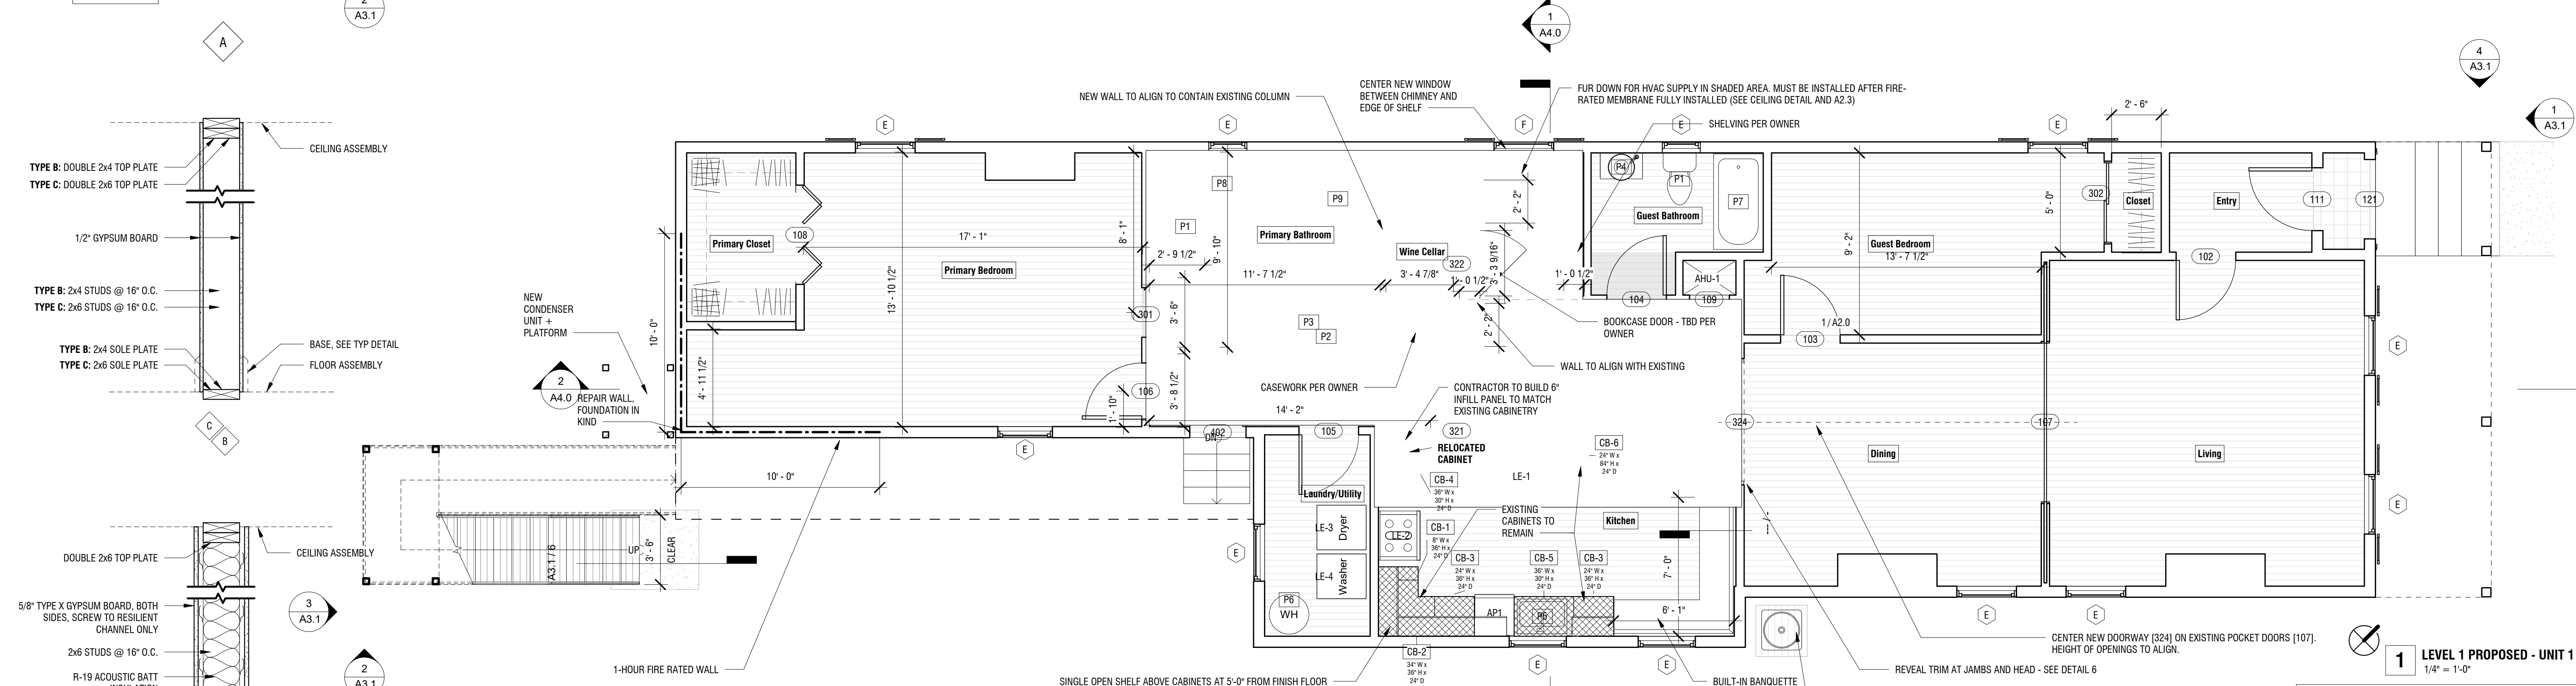 2
A3.1
A
1
A4.0
4
A3.1
1
A3.1
CEILING ASSEMBLY
TYPE B: DOUBLE 2x4 TOP PLATE
TYPE C: DOUBLE 2x6 TOP PLATE
1/2" GYPSUM BOARD
TYPE B: 2x4 STUDS @ 16" O.C.
TYPE C: 2x6 STUDS @ 16" O.C.
TYPE B: 2x4 SOLE PLATE
TYPE C: 2x6 SOLE PLATE
BASE, SEE TYP DETAIL
FLOOR ASSEMBLY
C
B
DOUBLE 2x6 TOP PLATE
CEILING ASSEMBLY
5/8" TYPE X GYPSUM BOARD, BOTH
SIDES, SCREW TO RESILIENT
CHANNEL ONLY
2x6 STUDS @ 16" O.C.
R-19 ACOUSTIC BATT
3
A3.1
2
A3.1
NEW WALL TO ALIGN TO CONTAIN EXISTING COLUMN
CENTER NEW WINDOW
BETWEEN CHIMNEY AND
EDGE OF SHELF
FUR DOWN FOR HVAC SUPPLY IN SHADED AREA. MUST BE INSTALLED AFTER FIRE-
RATED MEMBRANE FULLY INSTALLED (SEE CEILING DETAIL AND A2.3)
SHELVING PER OWNER
2' - 6"
E
E
F
E
E
Primary Closet
108
17' - 1"
Primary Bedroom
13' - 10 1/2"
8' - 1"
10' - 0"
4' - 11 1/2"
301
106
1' - 10"
P8
P9
P1
9' - 10"
Primary Bathroom
2' - 9 1/2"
11' - 7 1/2"
3' - 6"
3' - 8 1/2"
14' - 2"
P3
P2
Wine Cellar
322
3' - 4 7/8"
- 0 1/2"
3' - 3 9/16"
2' - 2"
2' - 2"
1' - 0 1/2"
P4
P1
P7
Guest Bathroom
104
AHU-1
109
Guest Bedroom
13' - 7 1/2"
9' - 2"
5' - 0"
302
Closet
Entry
111
121
102
103
1 / A2.0
NEW
CONDENSER
UNIT +
PLATFORM
2
A4.0
REPAIR WALL,
FOUNDATION IN
KIND
BOOKCASE DOOR - TBD PER
OWNER
WALL TO ALIGN WITH EXISTING
CASEWORK PER OWNER
CONTRACTOR TO BUILD 6"
INFILL PANEL TO MATCH
EXISTING CABINETRY
402
DN
105
321
RELOCATED
CABINET
CB-4
36" W x
30" H x
24" D
CB-6
24" W x
84" H x
24" D
LE-1
324
107
Dining
Living
E
E
E
10' - 0"
UP
3' - 6"
CLEAR
A3.1 / 6
1-HOUR FIRE RATED WALL
E
Laundry/Utility
LE-3
Dryer
LE-4
Washer
P6
WH
LE-2
CB-1
8" W x
36" H x
24" D
EXISTING
CABINETS TO
REMAIN
CB-3
24" W x
36" H x
24" D
CB-5
36" W x
30" H x
24" D
CB-3
24" W x
36" H x
24" D
Kitchen
7' - 0"
6' - 1"
AP1
P5
CB-2
34" W x
36" H x
24" D
-- / -
E
E
E
E
SINGLE OPEN SHELF ABOVE CABINETS AT 5'-0" FROM FINISH FLOOR
BUILT-IN BANQUETTE
REVEAL TRIM AT JAMBS AND HEAD - SEE DETAIL 6
CENTER NEW DOORWAY [324] ON EXISTING POCKET DOORS [107].
HEIGHT OF OPENINGS TO ALIGN.
1
LEVEL 1 PROPOSED - UNIT 1
1/4" = 1'-0"